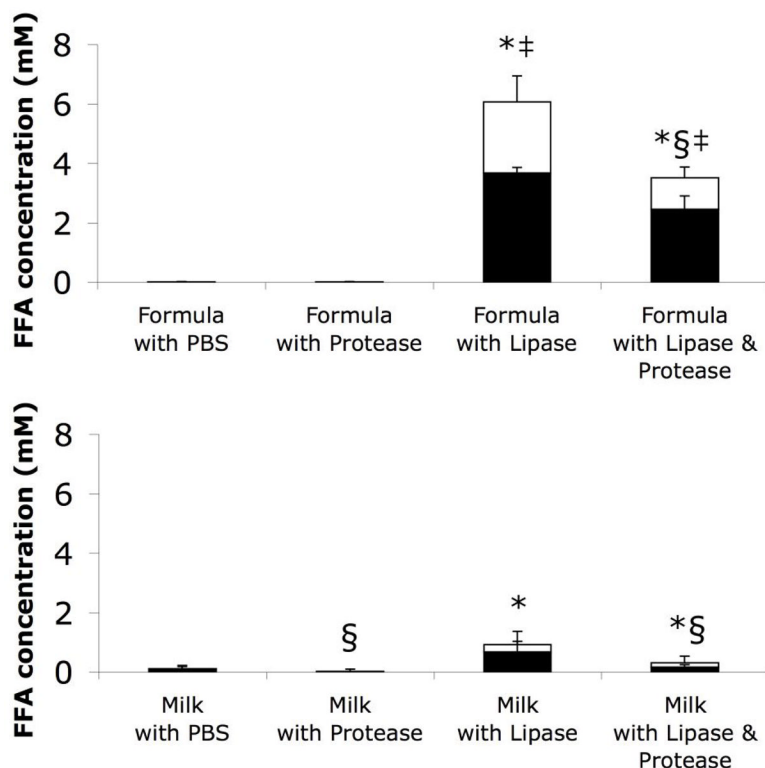 FFA concentration (mM)
8
6
4
2
0
*‡
*§‡
Formula
with PBS
Formula
with Protease
Formula
with Lipase
Formula
with Lipase &
Protease
FFA concentration (mM)
8
6
4
2
0
§
*
*§
Milk
with PBS
Milk
with Protease
Milk
with Lipase
Milk
with Lipase &
Protease